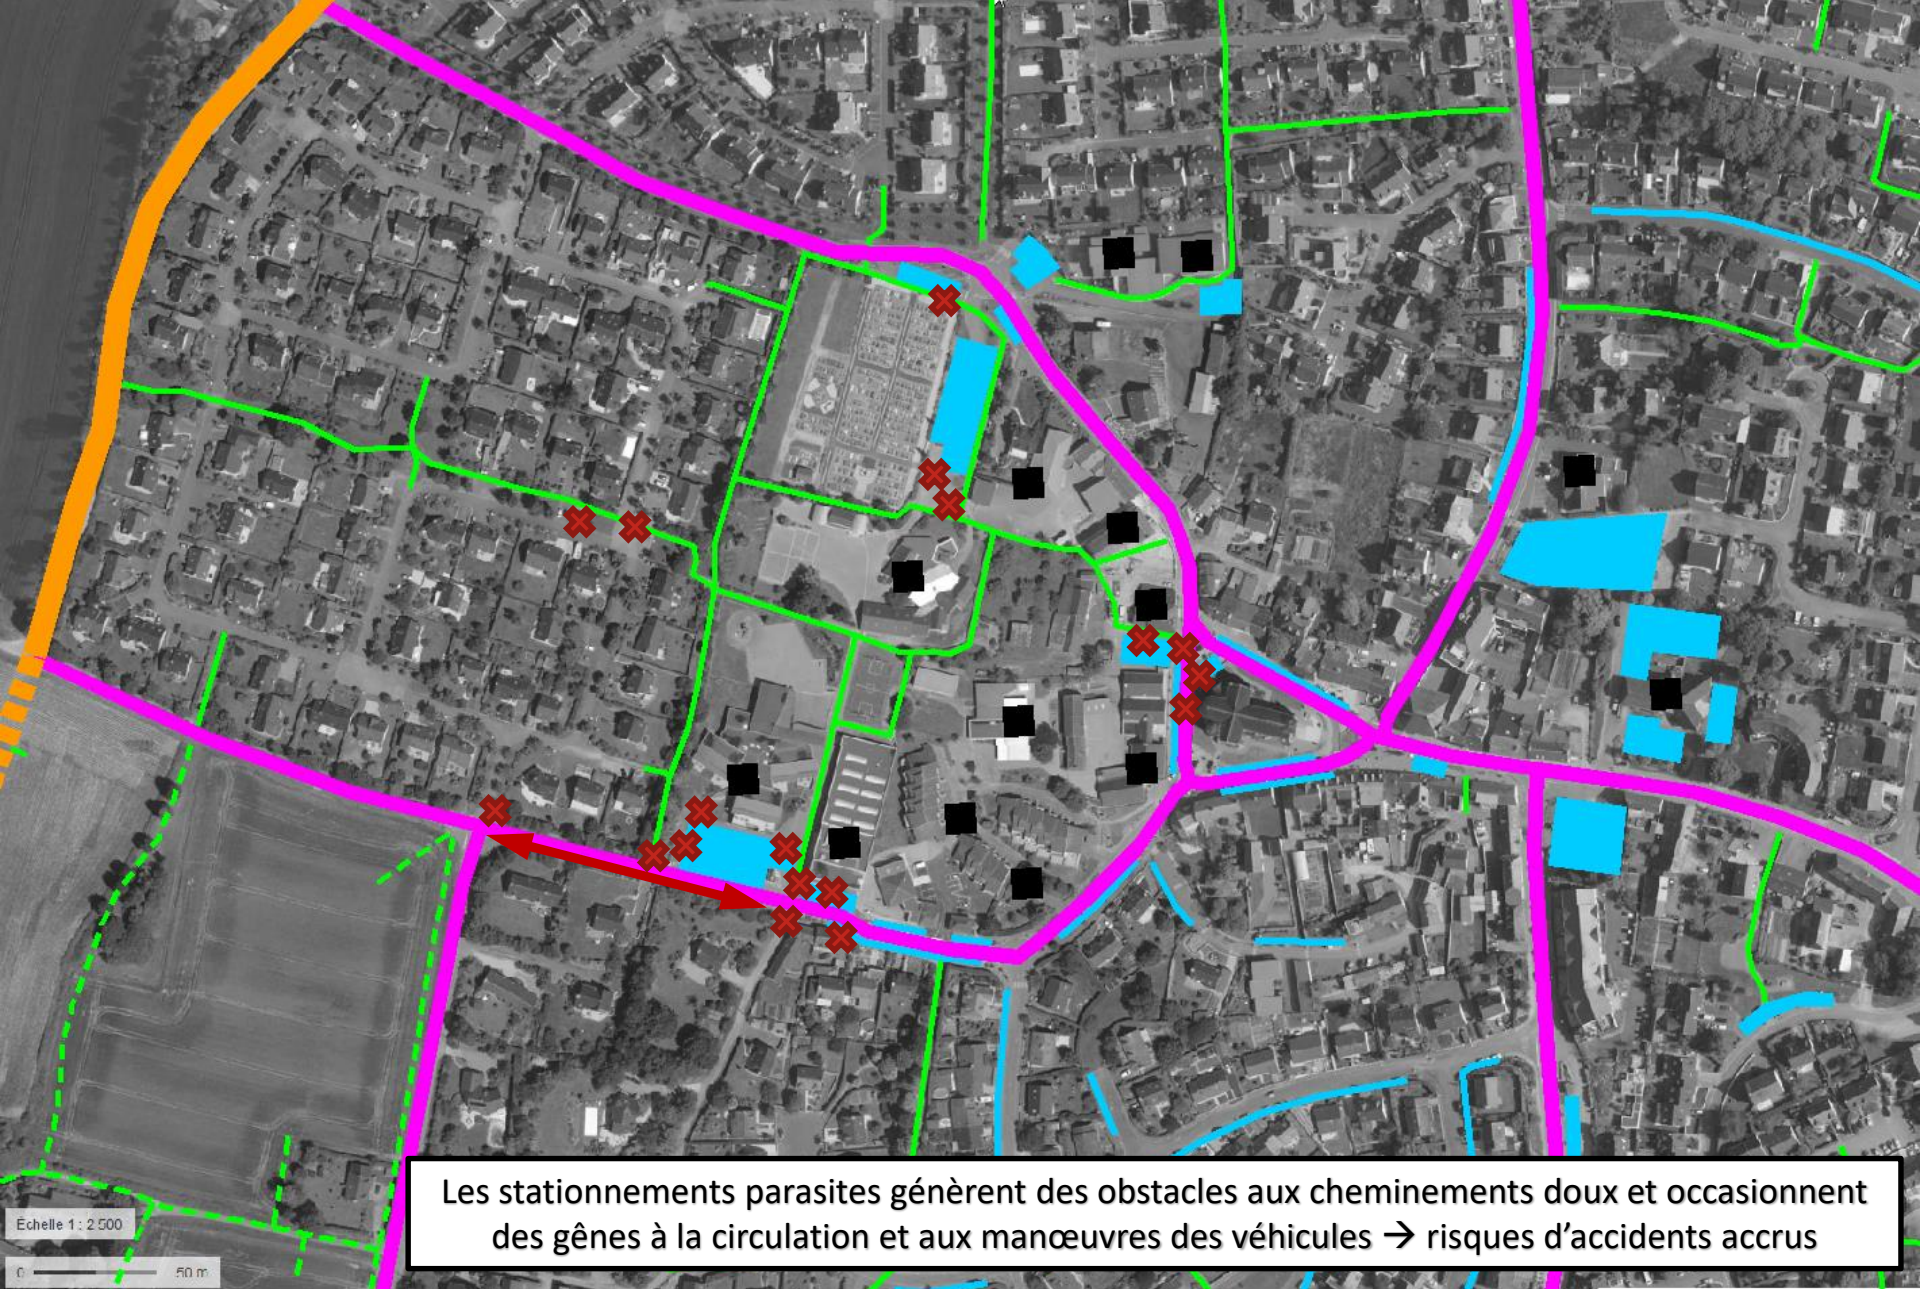 Les stationnements parasites génèrent des obstacles aux cheminements doux et occasionnent
des gênes à la circulation et aux manœuvres des véhicules → risques d’accidents accrus
Échelle 1 : 2 500
0 50 m